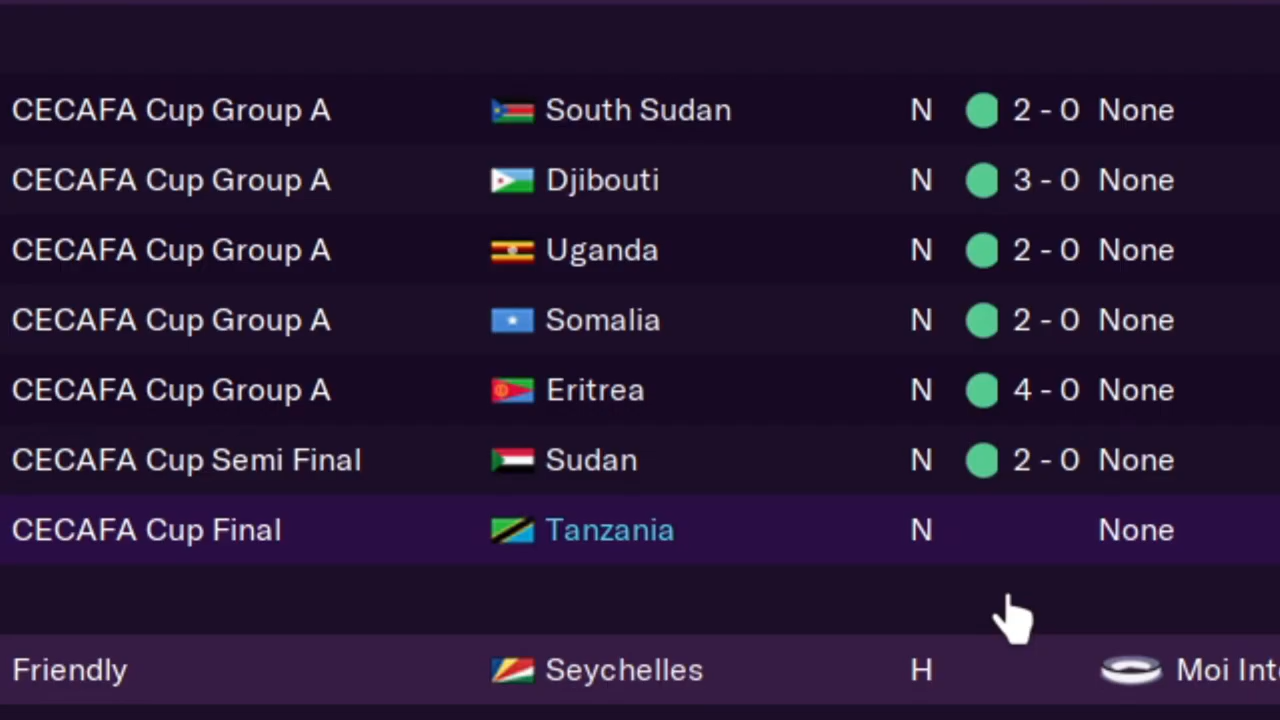 CECAFA Cup Group A South Sudan N 2 - 0 None
CECAFA Cup Group A Djibouti N 3 - 0 None
CECAFA Cup Group A Uganda N 2 - 0 None
CECAFA Cup Group A Somalia N 2 - 0 None
CECAFA Cup Group A Eritrea N 4 - 0 None
CECAFA Cup Semi Final Sudan N 2 - 0 None
CECAFA Cup Final Tanzania N None
Friendly Seychelles H Moi Int